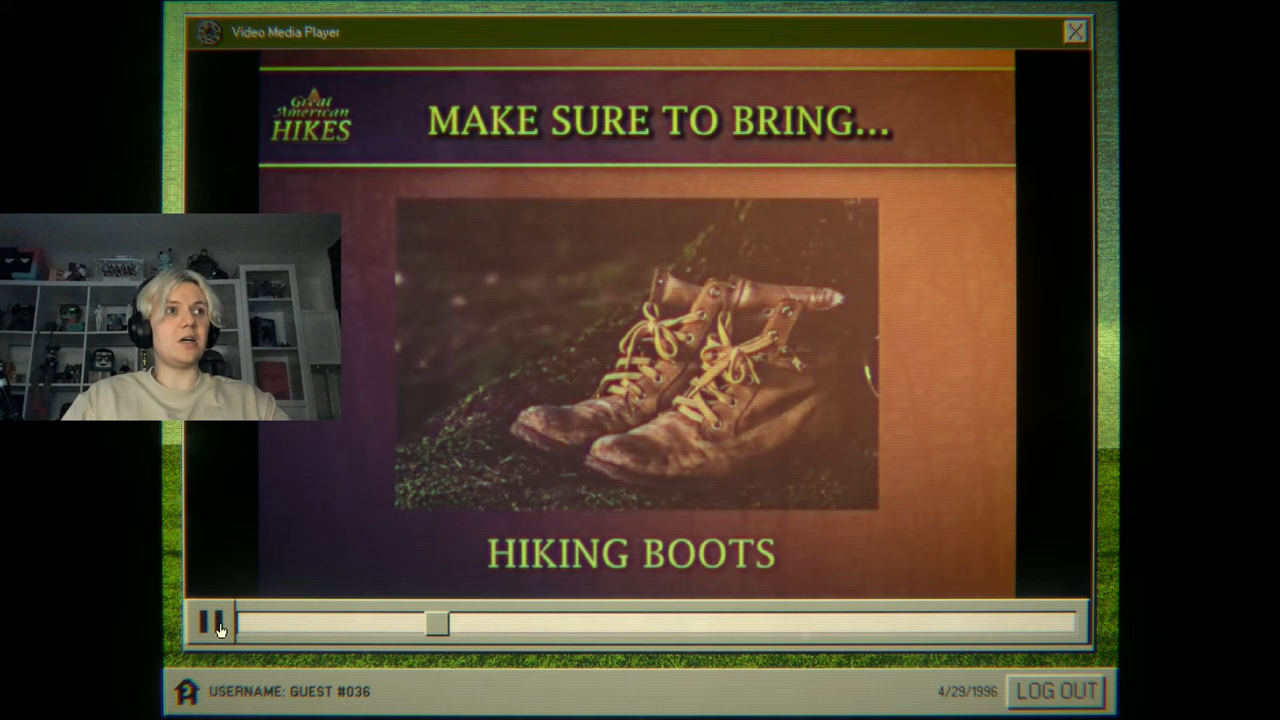 Video Media Player
Great
American
HIKES
MAKE SURE TO BRING...
HIKING BOOTS
USERNAME: GUEST #036
4/29/1996
LOG OUT